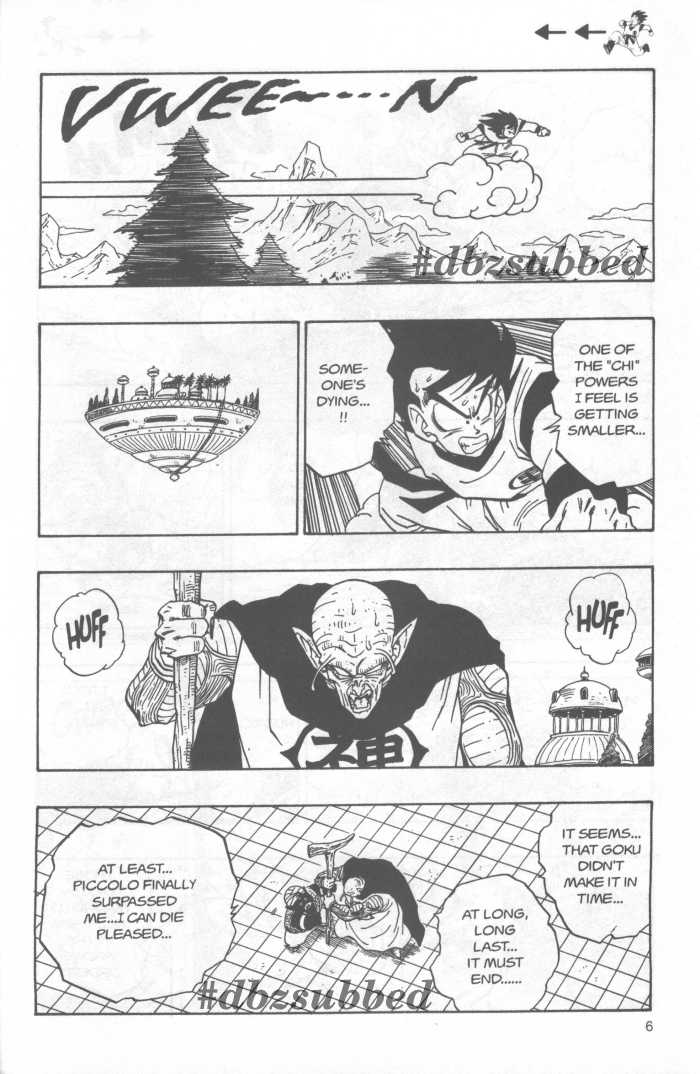 VWEE~····N
#dbzsubbed
ONE OF
THE "CHI"
POWERS
I FEEL IS
GETTING
SMALLER...
SOME-
ONE'S
DYING...
!!
HUFF
HUFF
神
IT SEEMS...
THAT GOKU
DIDN'T
MAKE IT IN
TIME...
AT LONG,
LONG
LAST...
IT MUST
END......
AT LEAST...
PICCOLO FINALLY
SURPASSED
ME...I CAN DIE
PLEASED...
#dbzsubbed
6